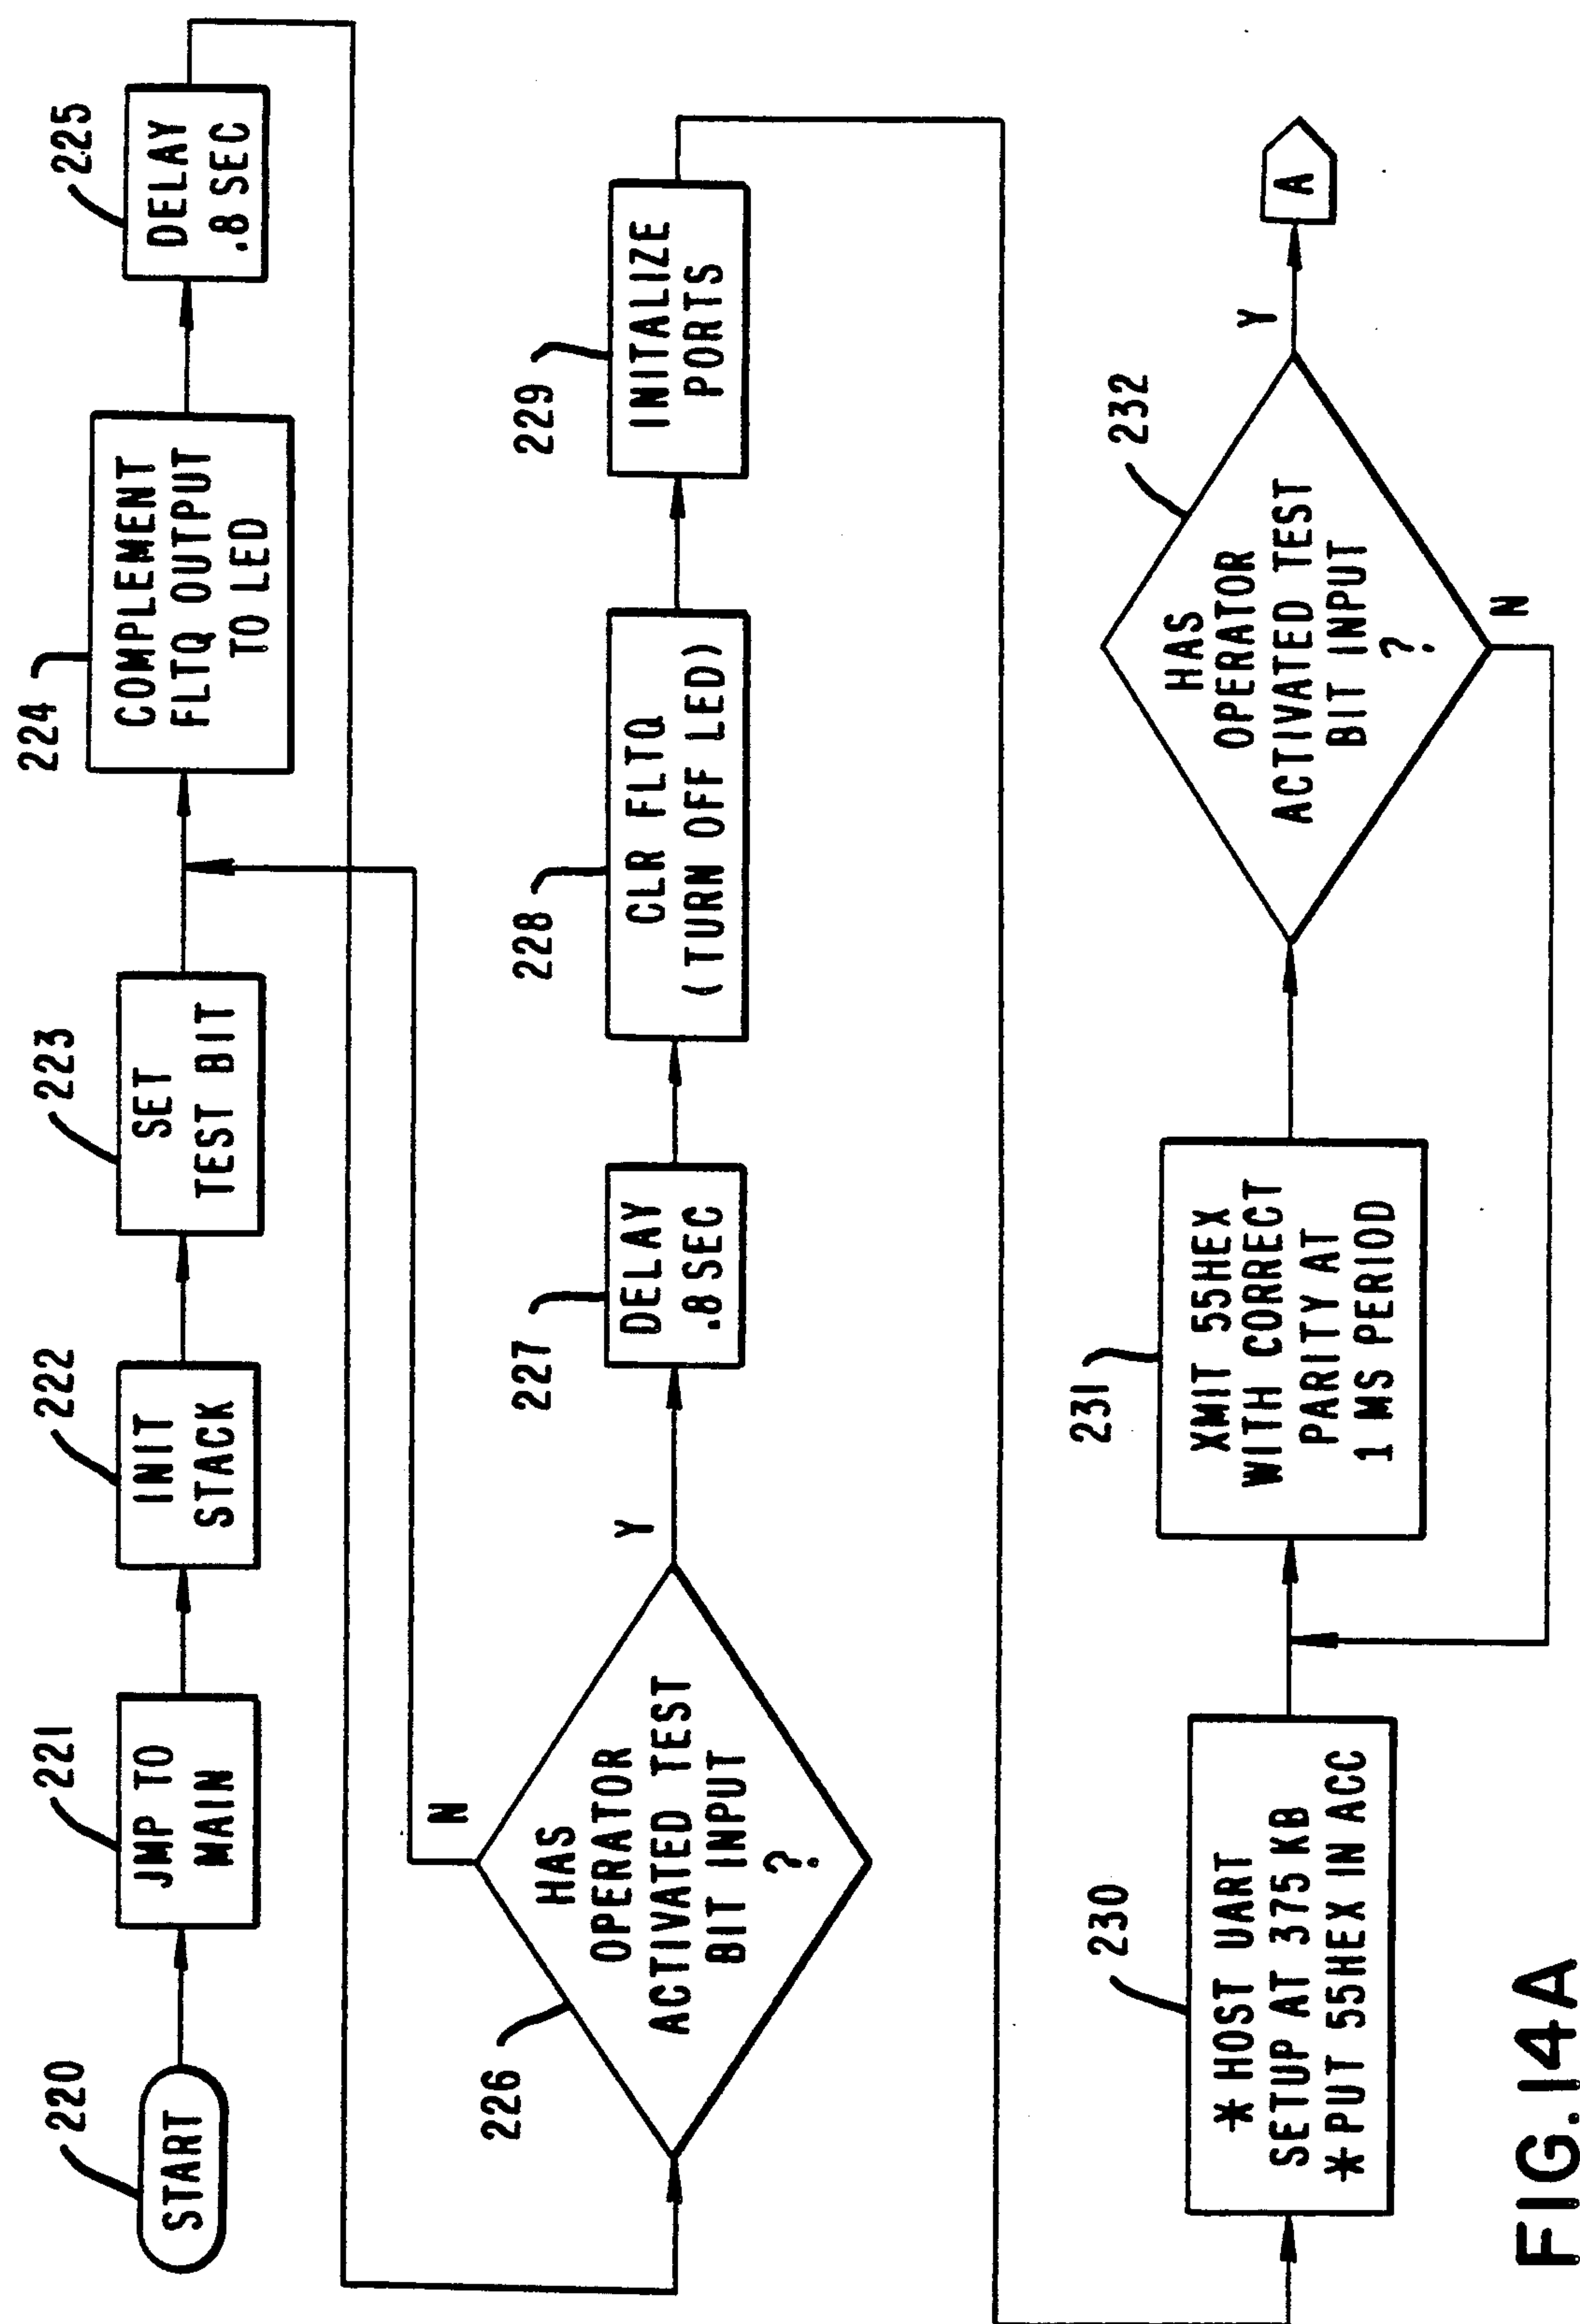 220
START
221
JMP TO
MAIN
222
INIT
STACK
223
SET
TEST BIT
224
COMPLEMENT
FLTQ OUTPUT
TO LED
225
DELAY
.8 SEC
226
HAS
OPERATOR
ACTIVATED TEST
BIT INPUT
?
N
Y
227
DELAY
.8 SEC
228
CLR FLTQ
(TURN OFF LED)
229
INITALIZE
PORTS
230
* HOST UART
SETUP AT 375 KB
* PUT 55HEX IN ACC
231
XMIT 55HEX
WITH CORRECT
PARITY AT
1 MS PERIOD
232
HAS
OPERATOR
ACTIVATED TEST
BIT INPUT
?
N
Y
A
FIG.14A